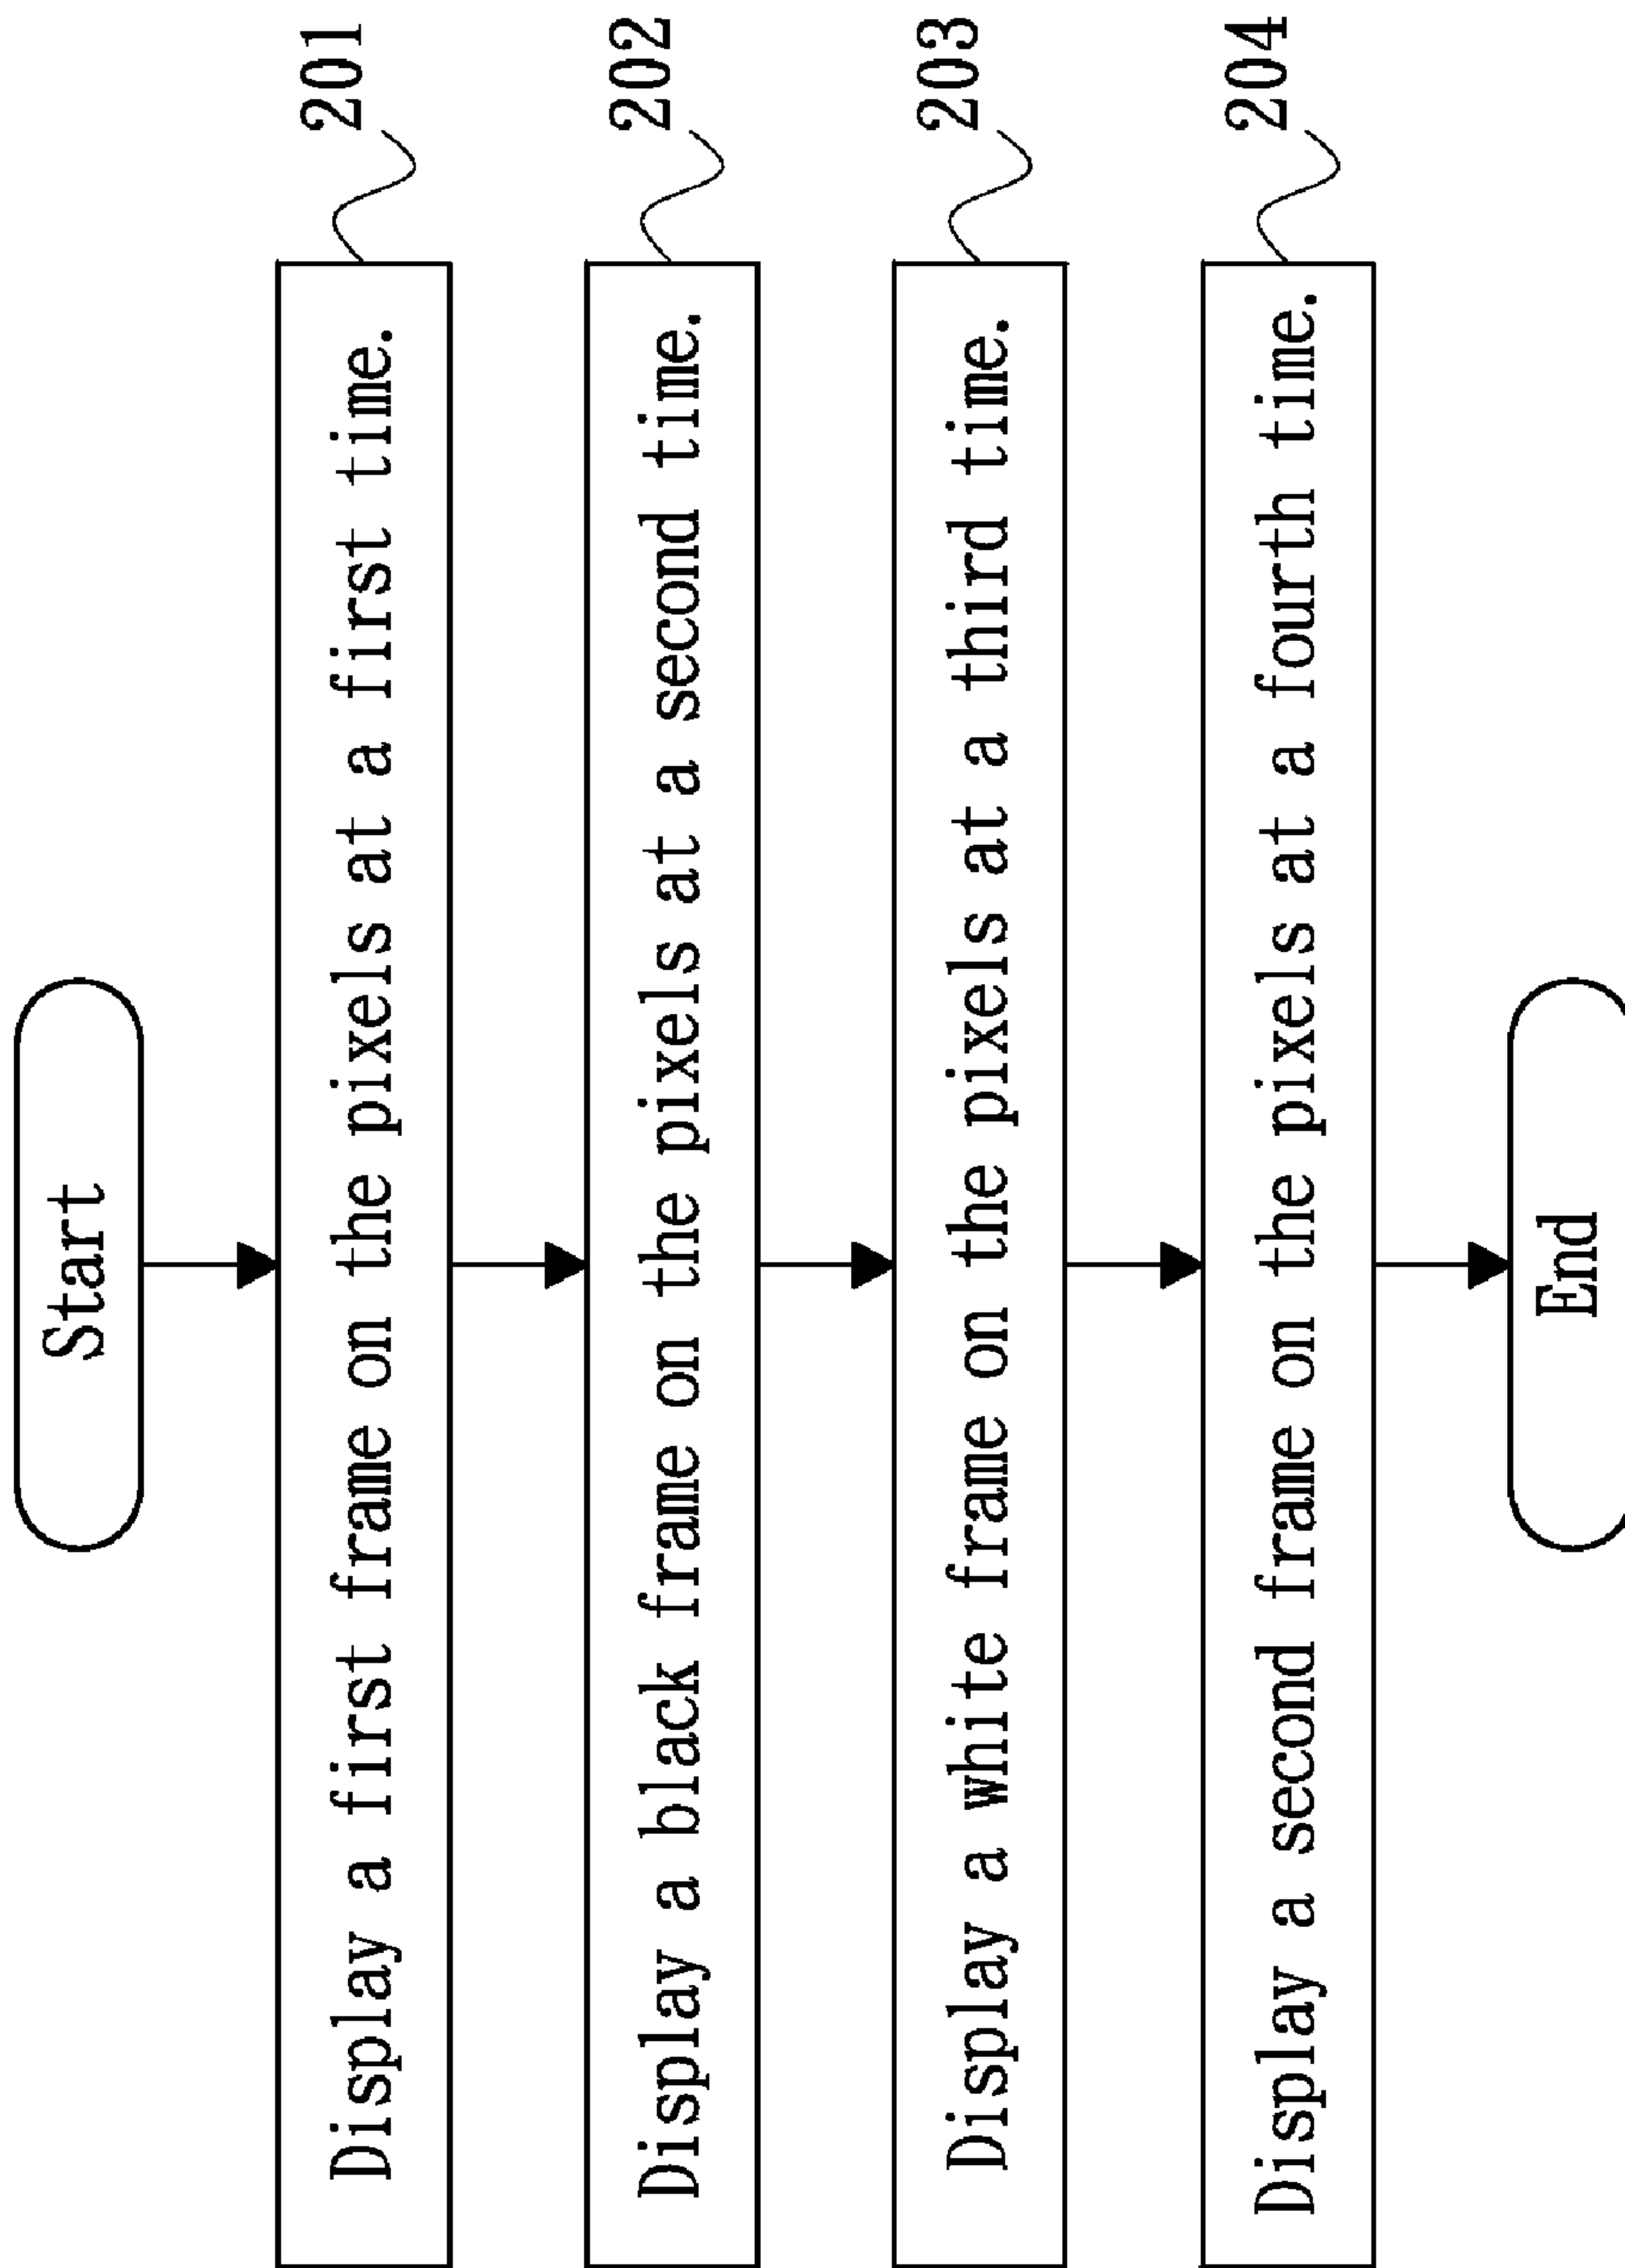 Start
Display a first frame on the pixels at a first time.
201
Display a black frame on the pixels at a second time.
202
Display a white frame on the pixels at a third time.
203
Display a second frame on the pixels at a fourth time.
204
End